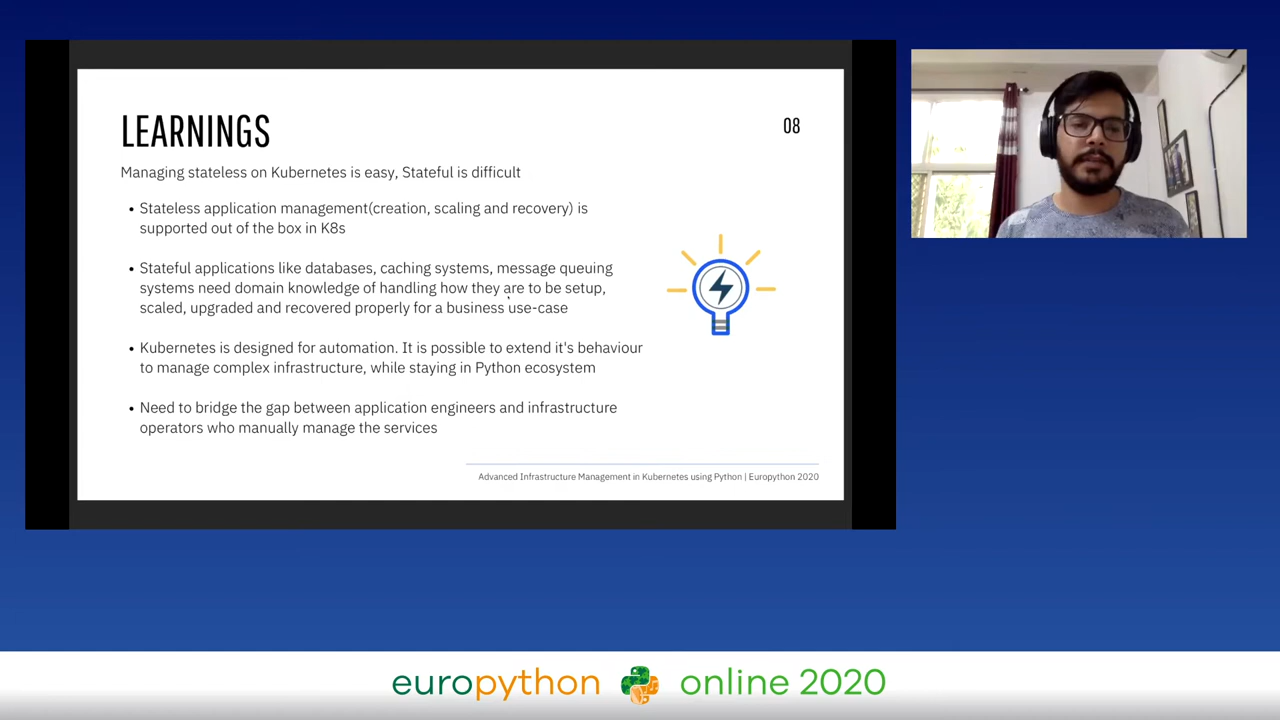 LEARNINGS
08
Managing stateless on Kubernetes is easy, Stateful is difficult
• Stateless application management(creation, scaling and recovery) is
supported out of the box in K8s
• Stateful applications like databases, caching systems, message queuing
systems need domain knowledge of handling how they are to be setup,
scaled, upgraded and recovered properly for a business use-case
• Kubernetes is designed for automation. It is possible to extend it's behaviour
to manage complex infrastructure, while staying in Python ecosystem
• Need to bridge the gap between application engineers and infrastructure
operators who manually manage the services
Advanced Infrastructure Management in Kubernetes using Python | Europython 2020
europython online 2020